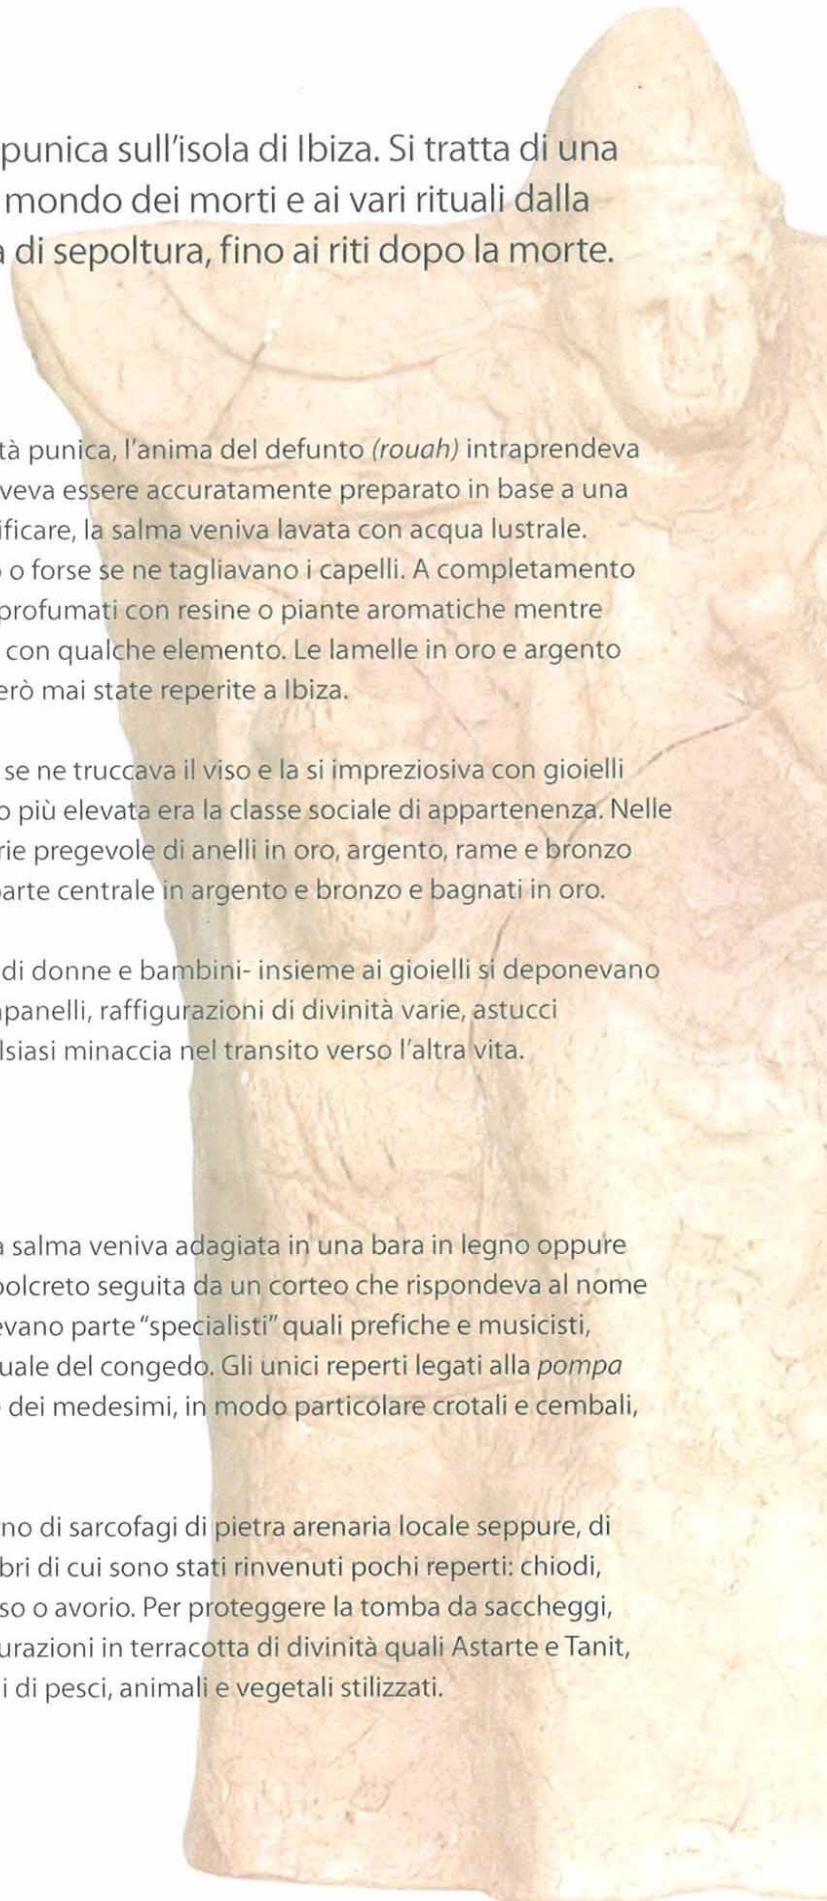 punica sull'isola di Ibiza. Si tratta di una
mondo dei morti e ai vari rituali dalla
di sepoltura, fino ai riti dopo la morte.
tà punica, l'anima del defunto (rouah) intraprendeva
veva essere accuratamente preparato in base a una
ificare, la salma veniva lavata con acqua lustrale.
o forse se ne tagliavano i capelli. A completamento
profumati con resine o piante aromatiche mentre
con qualche elemento. Le lamelle in oro e argento
erò mai state reperite a Ibiza.
se ne truccava il viso e la si impreziosiva con gioielli
o più elevata era la classe sociale di appartenenza. Nelle
rie pregevole di anelli in oro, argento, rame e bronzo
arte centrale in argento e bronzo e bagnati in oro.
di donne e bambini- insieme ai gioielli si deponevano
panelli, raffigurazioni di divinità varie, astucci
lsiasi minaccia nel transito verso l'altra vita.
a salma veniva adagiata in una bara in legno oppure
polcreto seguita da un corteo che rispondeva al nome
evano parte "specialisti" quali prefiche e musicisti,
uale del congedo. Gli unici reperti legati alla pompa
dei medesimi, in modo particolare crotali e cembali,
no di sarcofagi di pietra arenaria locale seppure, di
bri di cui sono stati rinvenuti pochi reperti: chiodi,
so o avorio. Per proteggere la tomba da saccheggi,
urazioni in terracotta di divinità quali Astarte e Tanit,
i di pesci, animali e vegetali stilizzati.